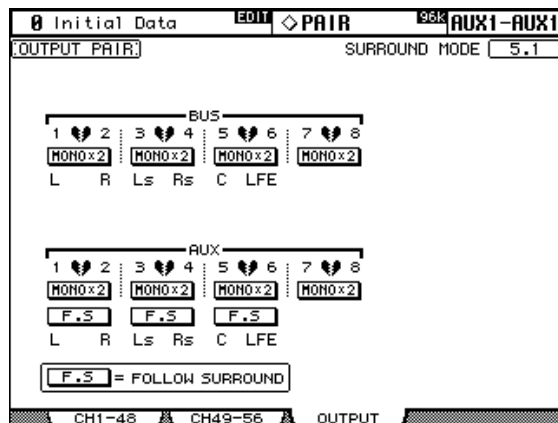 0 Initial Data EDIT ◇PAIR 96k AUX1-AUX1
OUTPUT PAIR SURROUND MODE 5.1
BUS
1 2 3 4 5 6 7 8
MONO×2 MONO×2 MONO×2 MONO×2
L R Ls Rs C LFE
AUX
1 2 3 4 5 6 7 8
MONO×2 MONO×2 MONO×2 MONO×2
F.S F.S F.S
L R Ls Rs C LFE
F.S = FOLLOW SURROUND
CH1-48 CH49-56 OUTPUT